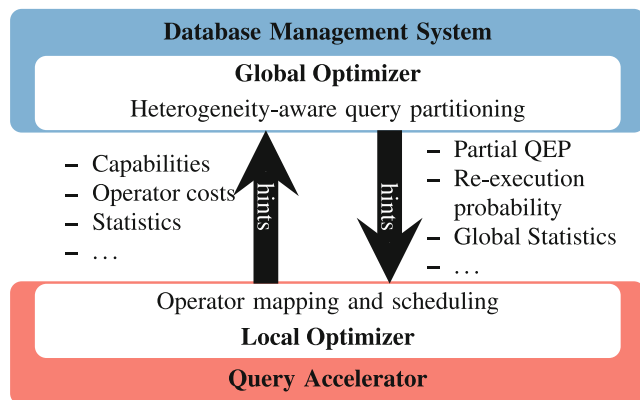 Database Management System
Global Optimizer
Heterogeneity-aware query partitioning
– Capabilities
– Operator costs
– Statistics
– ...
hints
hints
– Partial QEP
– Re-execution
probability
– Global Statistics
– ...
Operator mapping and scheduling
Local Optimizer
Query Accelerator